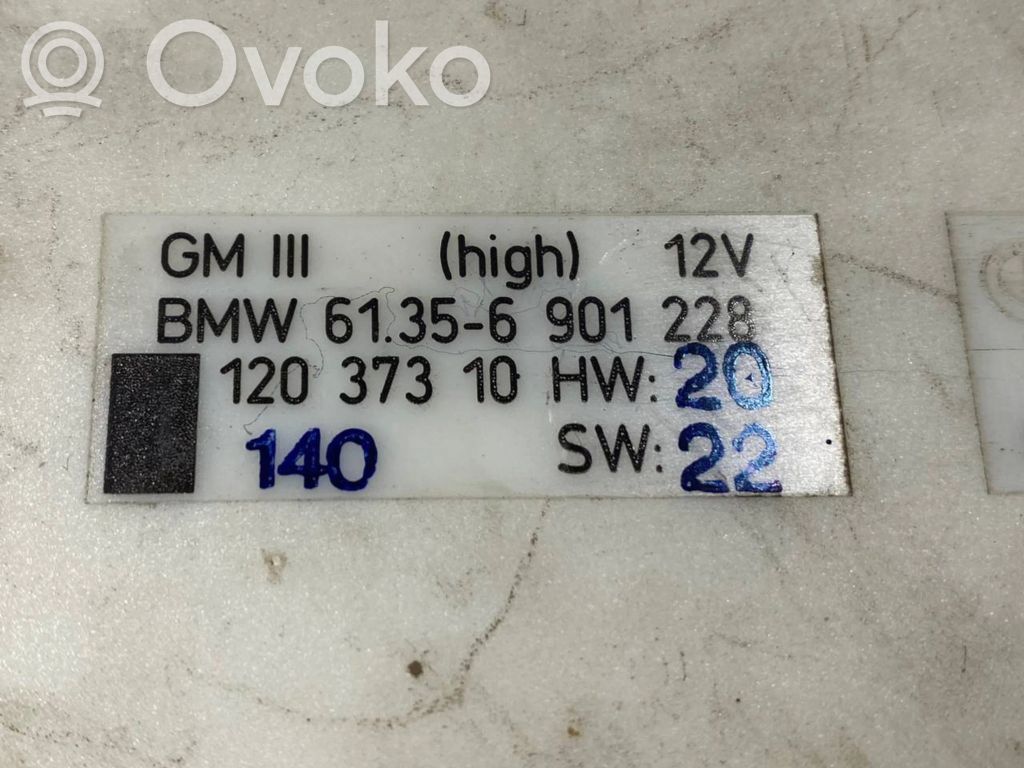 Ovoko
GM III (high) 12V
BMW 61.35-6 901 228
120 373 10 HW: 20
140 SW: 22